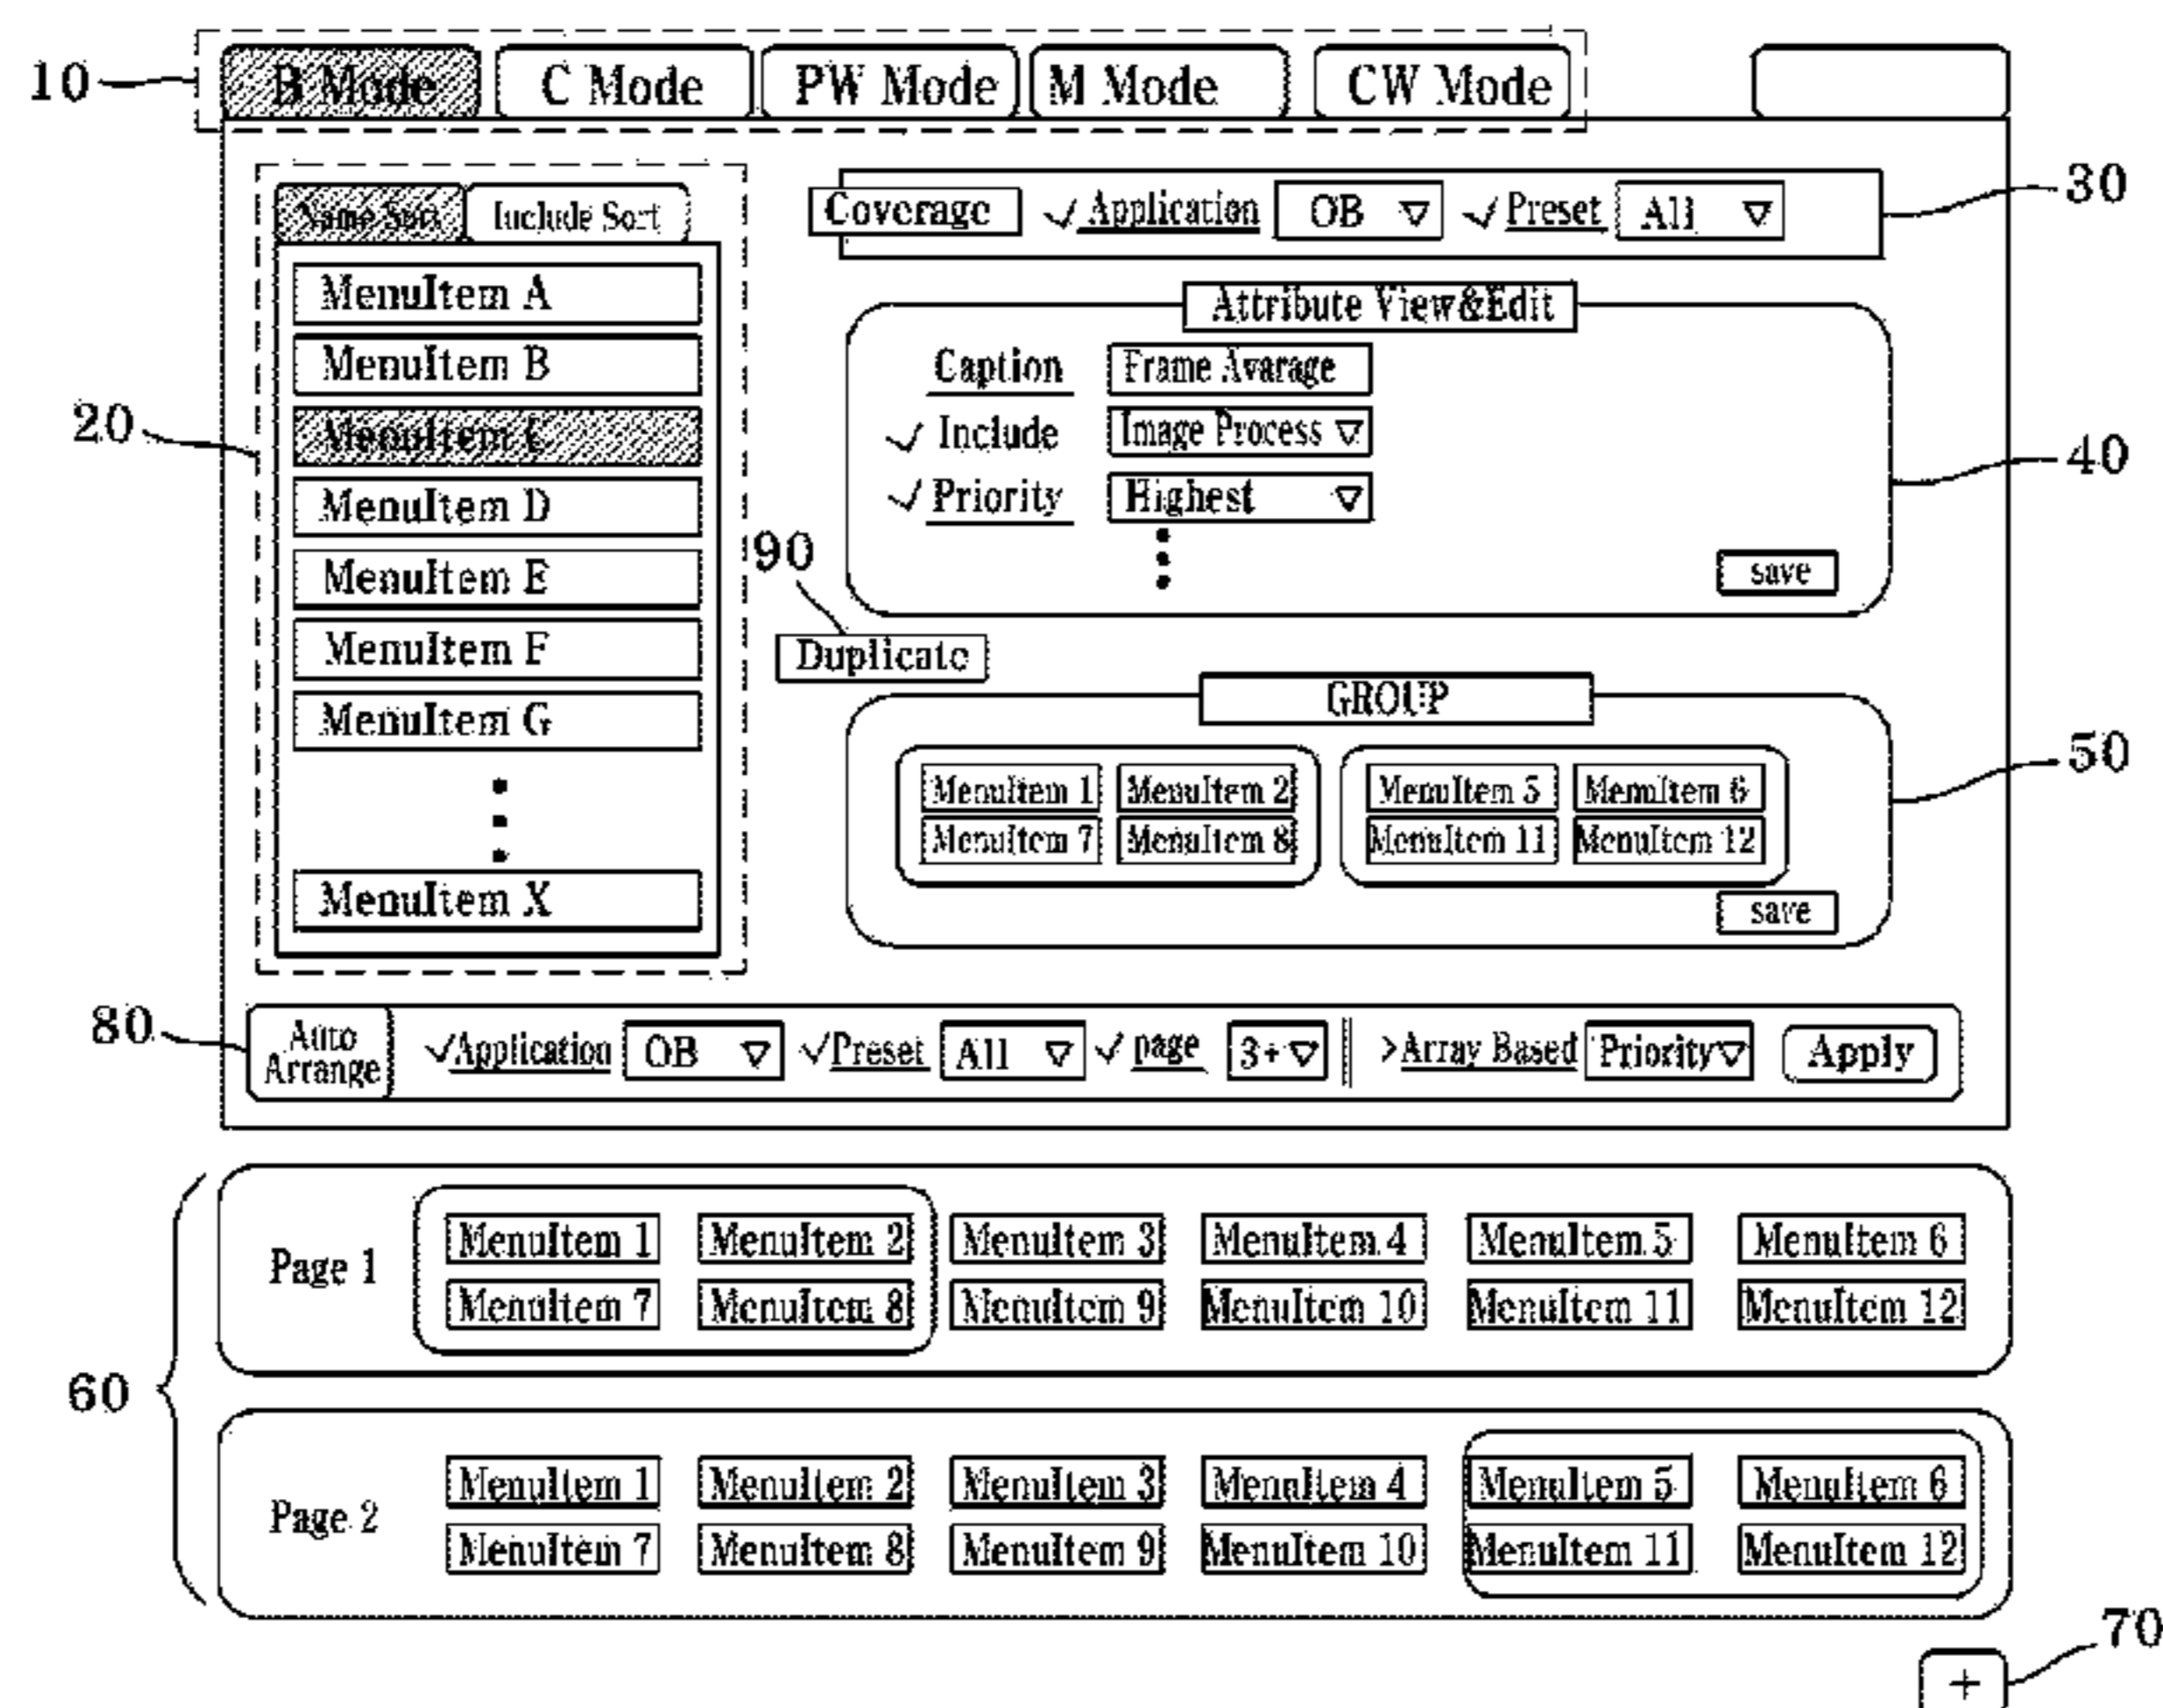 10 B Mode C Mode PW Mode M Mode CW Mode
Name Sort Include Sort
Coverage ✓ Application OB ▽ ✓ Preset All ▽ 30
MenuItem A
MenuItem B
20 MenuItem C
MenuItem D
MenuItem E
MenuItem F
MenuItem G
MenuItem X
Attribute View&Edit
Caption Frame Avarage
✓ Include Image Process ▽
✓ Priority Highest ▽
40
save
90
Duplicate
GROUP
MenuItem 1 MenuItem 2 MenuItem 5 MenuItem 6
MenuItem 7 MenuItem 8 MenuItem 11 MenuItem 12
50
save
80 Auto Arrange ✓Application OB ▽ ✓Preset All ▽ ✓ page 3+▽ >Array Based Priority▽ Apply
60
Page 1
MenuItem 1 MenuItem 2 MenuItem 3 MenuItem 4 MenuItem 5 MenuItem 6
MenuItem 7 MenuItem 8 MenuItem 9 MenuItem 10 MenuItem 11 MenuItem 12
Page 2
MenuItem 1 MenuItem 2 MenuItem 3 MenuItem 4 MenuItem 5 MenuItem 6
MenuItem 7 MenuItem 8 MenuItem 9 MenuItem 10 MenuItem 11 MenuItem 12
+ 70